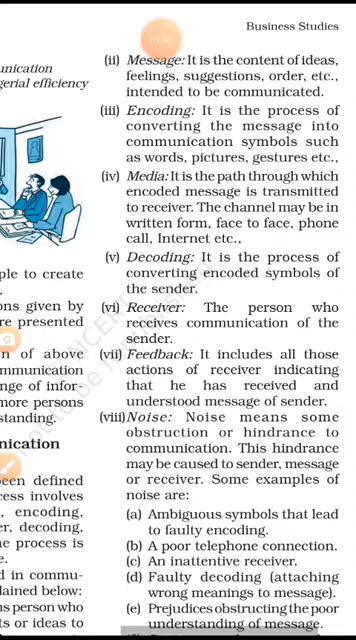 Business Studies
unication
gerial efficiency
ple to create
ons given by
re presented
n of above
mmunication
nge of infor-
more persons
standing.
nication
een defined
cess involves
, encoding,
r, decoding,
he process is
e.
d in commu-
lained below:
ns person who
ts or ideas to
(ii) Message: It is the content of ideas,
feelings, suggestions, order, etc.,
intended to be communicated.
(iii) Encoding: It is the process of
converting the message into
communication symbols such
as words, pictures, gestures etc.,
(iv) Media: It is the path through which
encoded message is transmitted
to receiver. The channel may be in
written form, face to face, phone
call, Internet etc.,
(v) Decoding: It is the process of
converting encoded symbols of
the sender.
(vi) Receiver: The person who
receives communication of the
sender.
(vii) Feedback: It includes all those
actions of receiver indicating
that he has received and
understood message of sender.
(viii) Noise: Noise means some
obstruction or hindrance to
communication. This hindrance
may be caused to sender, message
or receiver. Some examples of
noise are:
(a) Ambiguous symbols that lead
to faulty encoding.
(b) A poor telephone connection.
(c) An inattentive receiver.
(d) Faulty decoding (attaching
wrong meanings to message).
(e) Prejudices obstructing the poor
understanding of message.